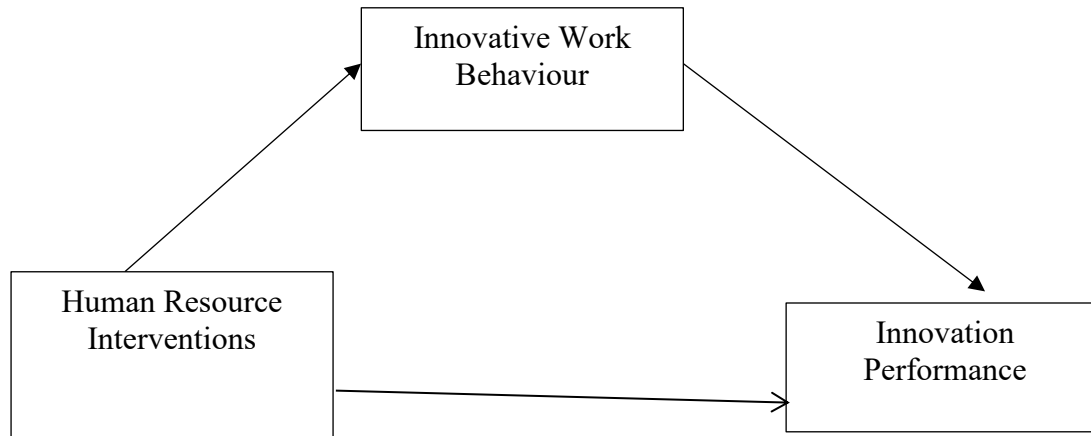 Innovative Work
Behaviour
Human Resource
Interventions
Innovation
Performance